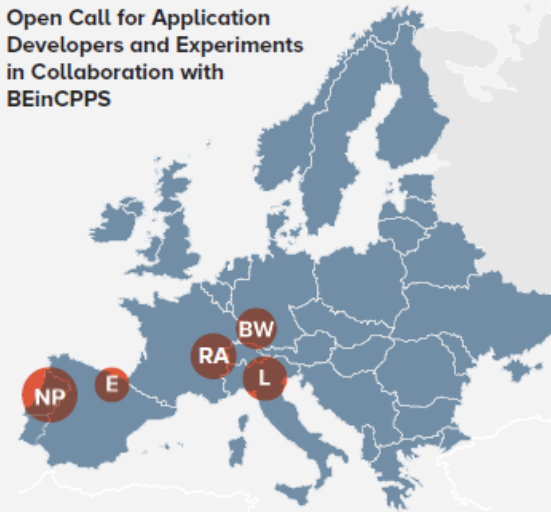 Open Call for Application
Developers and Experiments
in Collaboration with
BEinCPPS
BW
RA
L
E
NP